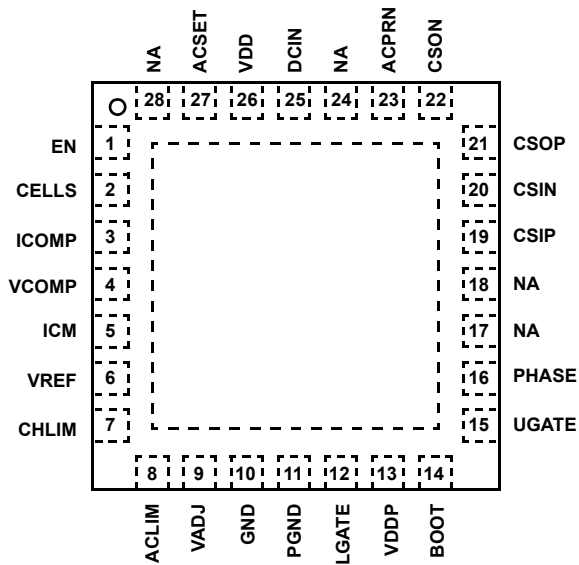 NA
ACSET
VDD
DCIN
NA
ACPRN
CSON
28 27 26 25 24 23 22
EN 1 21 CSOP
CELLS 2 20 CSIN
ICOMP 3 19 CSIP
VCOMP 4 18 NA
ICM 5 17 NA
VREF 6 16 PHASE
CHLIM 7 15 UGATE
8 9 10 11 12 13 14
ACLIM
VADJ
GND
PGND
LGATE
VDDP
BOOT